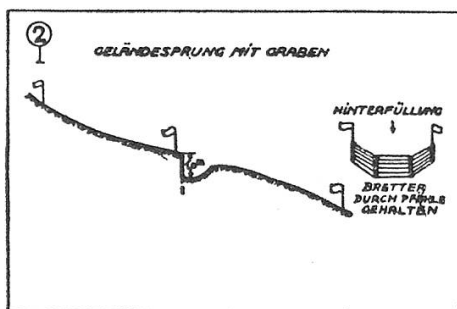 ②
GELÄNDESPRUNG MIT GRABEN
HINTERFÜLLUNG
BRETTER
DURCH PFÄHLE
GEHALTEN